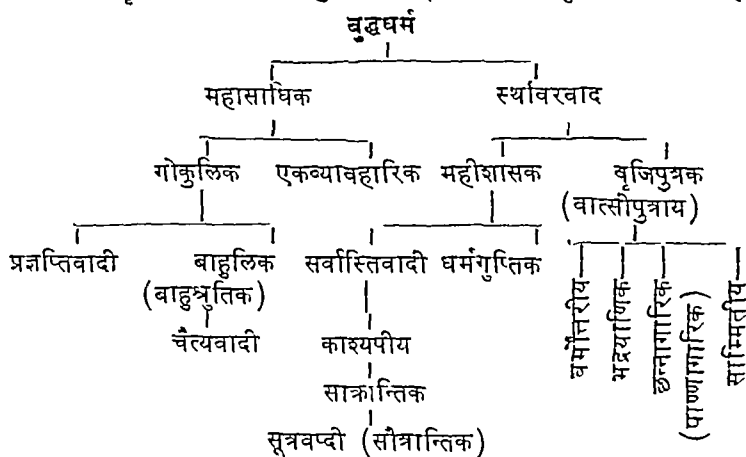 बुद्धधर्म
महासाघिक स्थविरवाद
गोकुलिक एकव्यावहारिक महीशासक वृजिपुत्रक
(वात्सीपुत्राय)
प्रज्ञप्तिवादी बाहुलिक सर्वास्तिवादी धर्मगुप्तिक
(बाहुश्रुतिक)
चैत्यवादी काश्यपीय
साक्रान्तिक
सूत्रवप्दी (सौत्रान्तिक)
धर्मोत्तरीय
भद्रयाणिक
छन्नागारिक
(पाण्णागारिक)
साम्मितीय